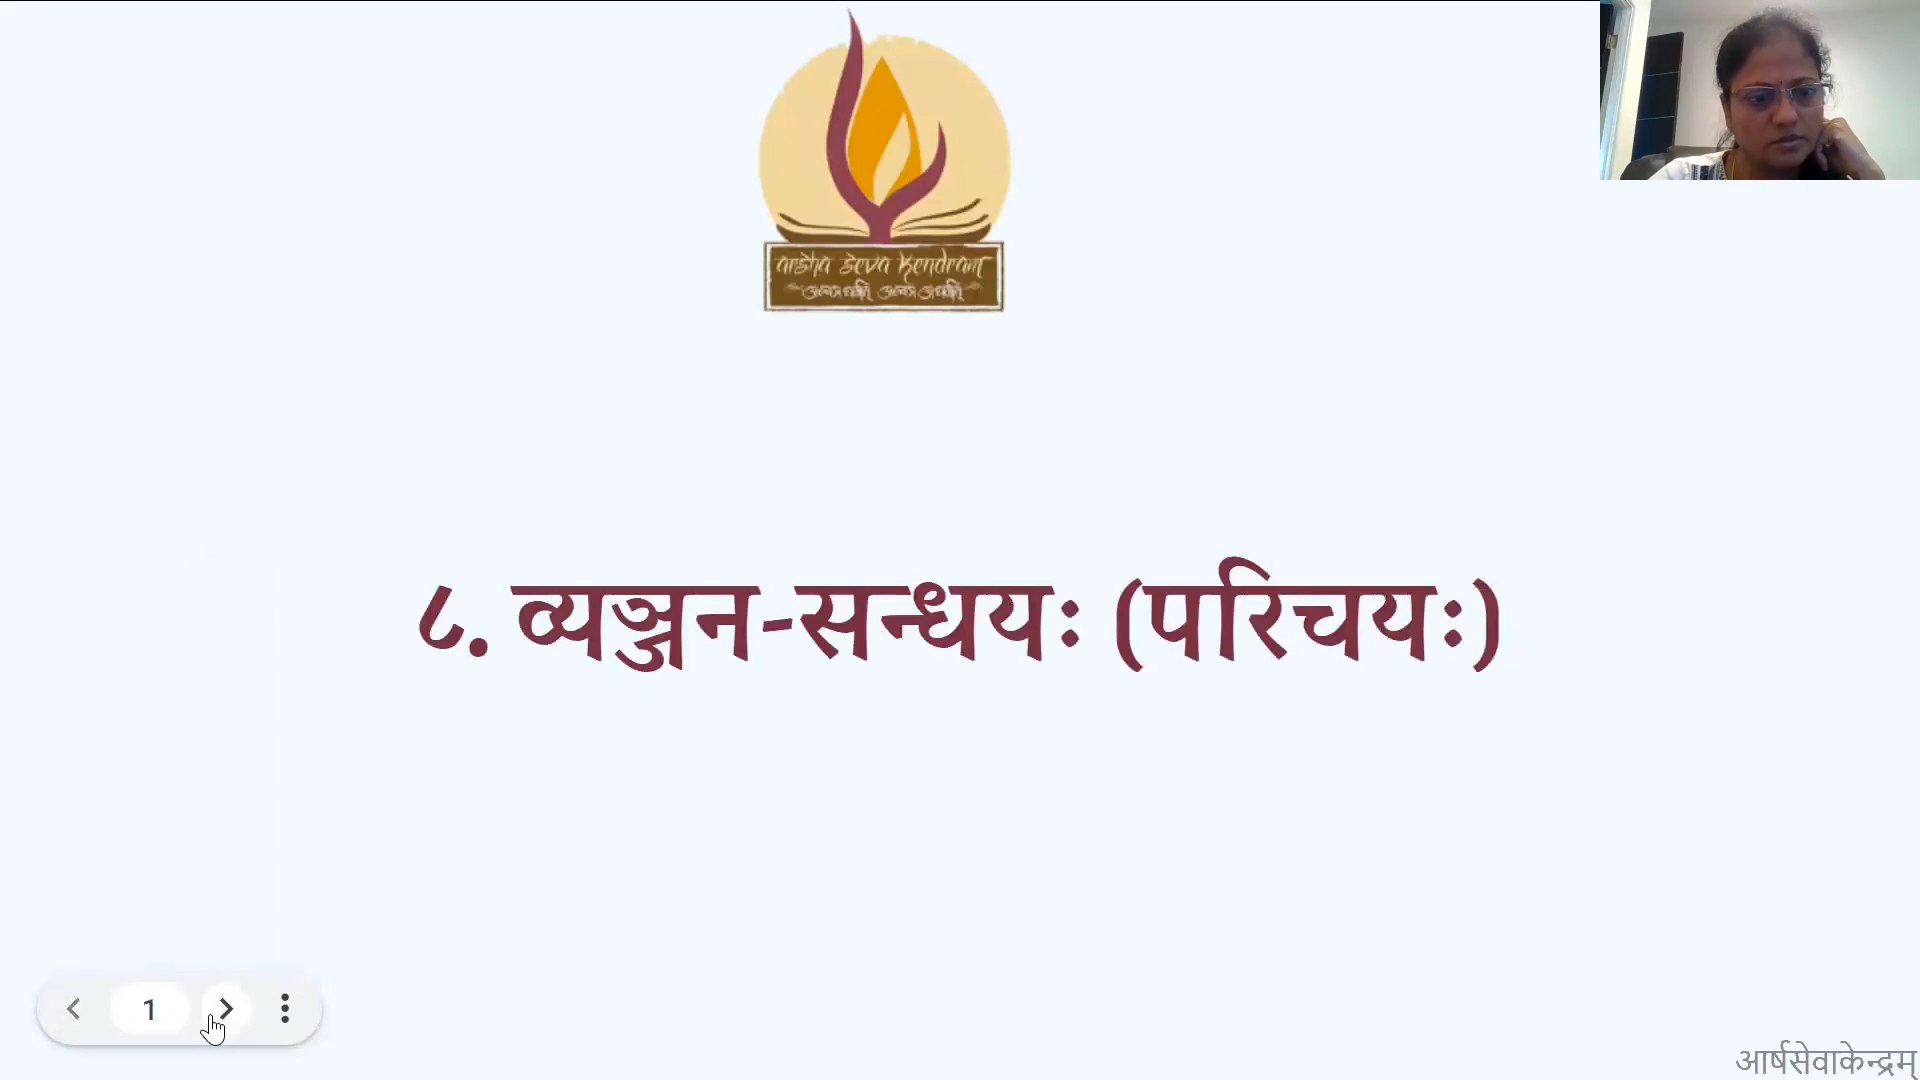 arsha seva kendram
८. व्यञ्जन-सन्धयः (परिचयः)
1
आर्षसेवाकेन्द्रम्